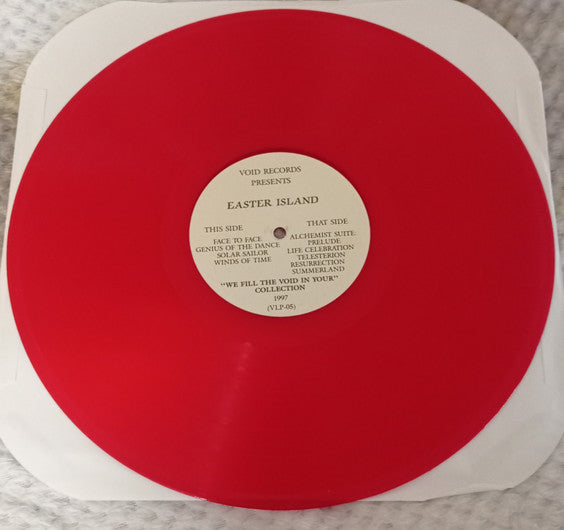 VOID RECORDS
PRESENTS
EASTER ISLAND
THIS SIDE
FACE TO FACE
GENIUS OF THE DANCE
SOLAR SAILOR
WINDS OF TIME
THAT SIDE
ALCHEMIST SUITE:
PRELUDE
LIFE CELEBRATION
TELESTERION
RESURRECTION
SUMMERLAND
"WE FILL THE VOID IN YOUR"
COLLECTION
1997
(VLP-05)